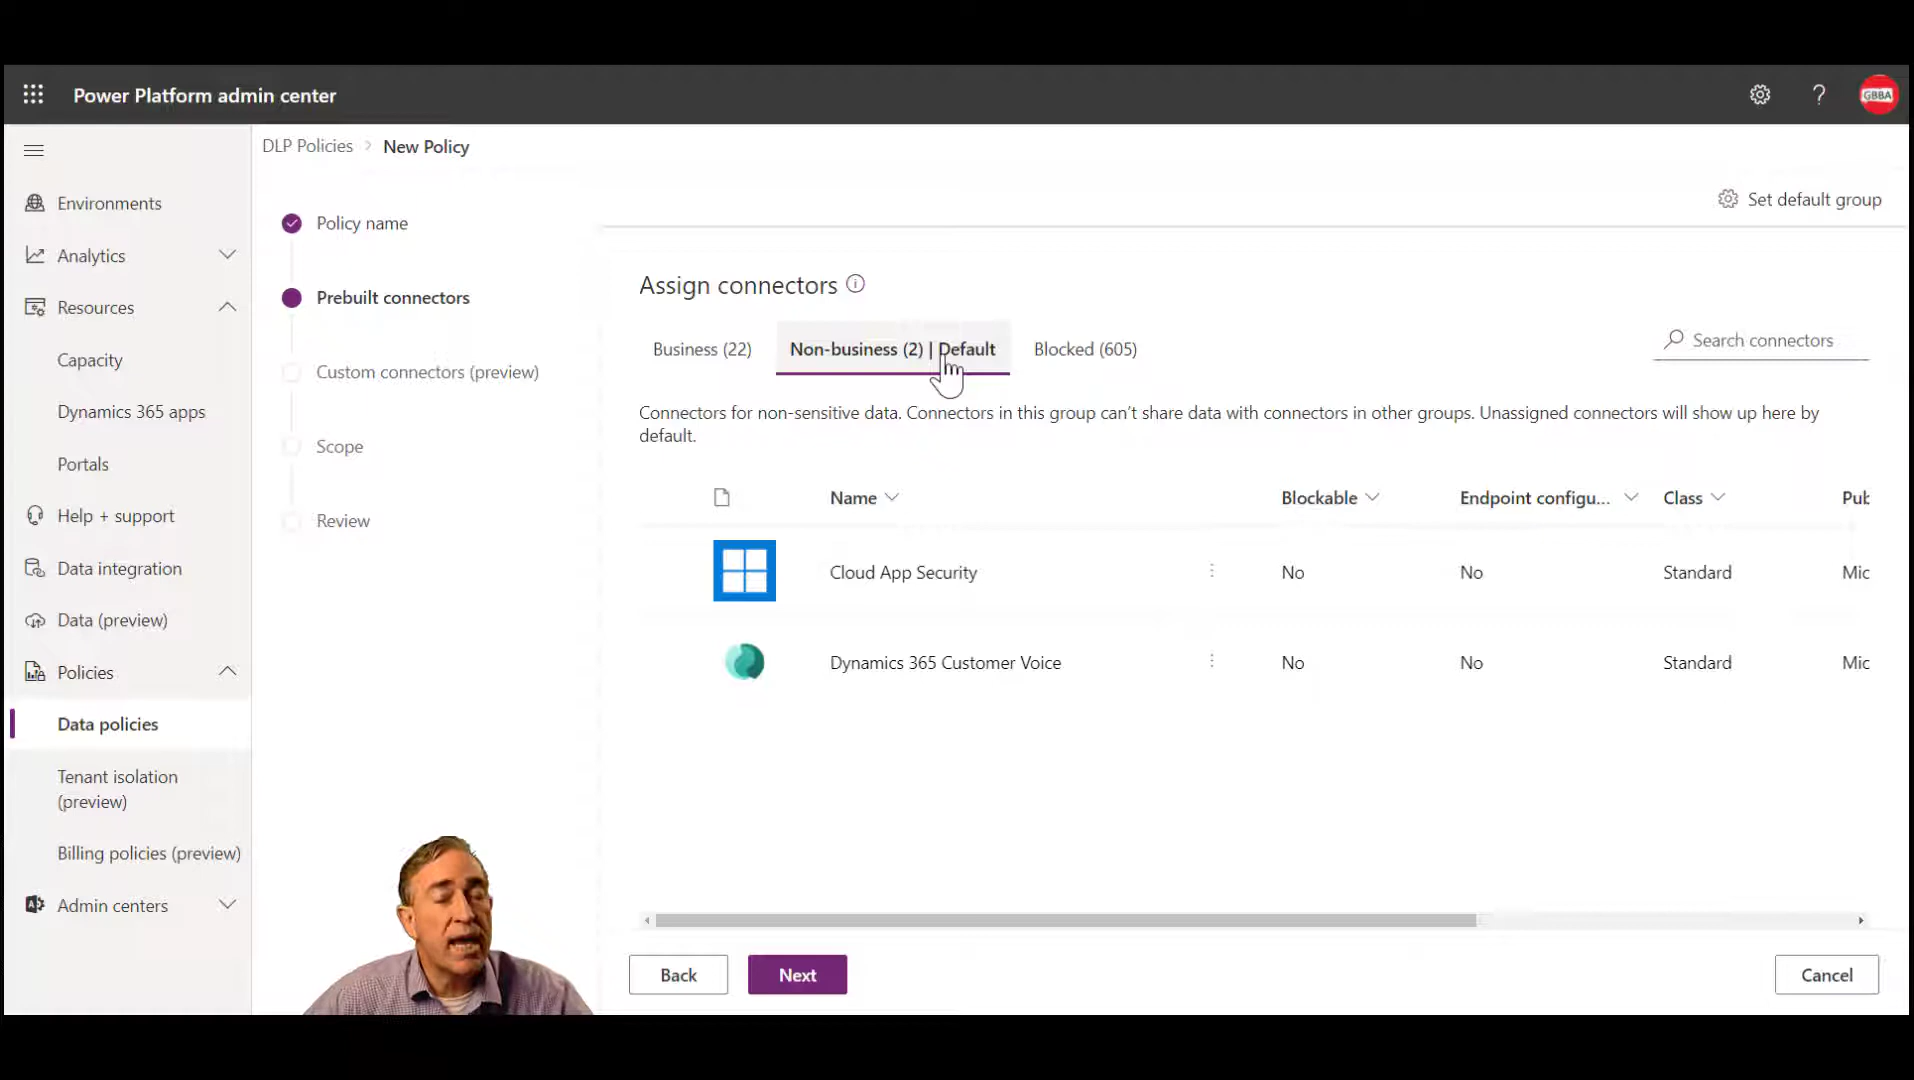 Power Platform admin center
?
GBBA
DLP Policies > New Policy
Set default group
Environments
Analytics
Resources
Capacity
Dynamics 365 apps
Portals
Help + support
Data integration
Data (preview)
Policies
Data policies
Tenant isolation
(preview)
Billing policies (preview)
Admin centers
Policy name
Prebuilt connectors
Custom connectors (preview)
Scope
Review
Assign connectors
Business (22)
Non-business (2) | Default
Blocked (605)
Search connectors
Connectors for non-sensitive data. Connectors in this group can't share data with connectors in other groups. Unassigned connectors will show up here by
default.
Name Blockable Endpoint configu... Class Pub
Cloud App Security No No Standard Mic
Dynamics 365 Customer Voice No No Standard Mic
Back
Next
Cancel